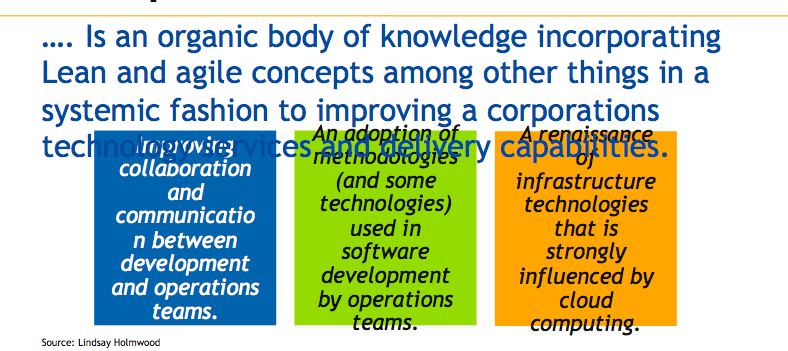 .... Is an organic body of knowledge incorporating
Lean and agile concepts among other things in a
systemic fashion to improving a corporations
technology services and delivery capabilities.
Improving
collaboration
and
communicatio
n between
development
and operations
teams.
An adoption of
methodologies
(and some
technologies)
used in
software
development
by operations
teams.
A renaissance
of
infrastructure
technologies
that is
strongly
influenced by
cloud
computing.
Source: Lindsay Holmwood